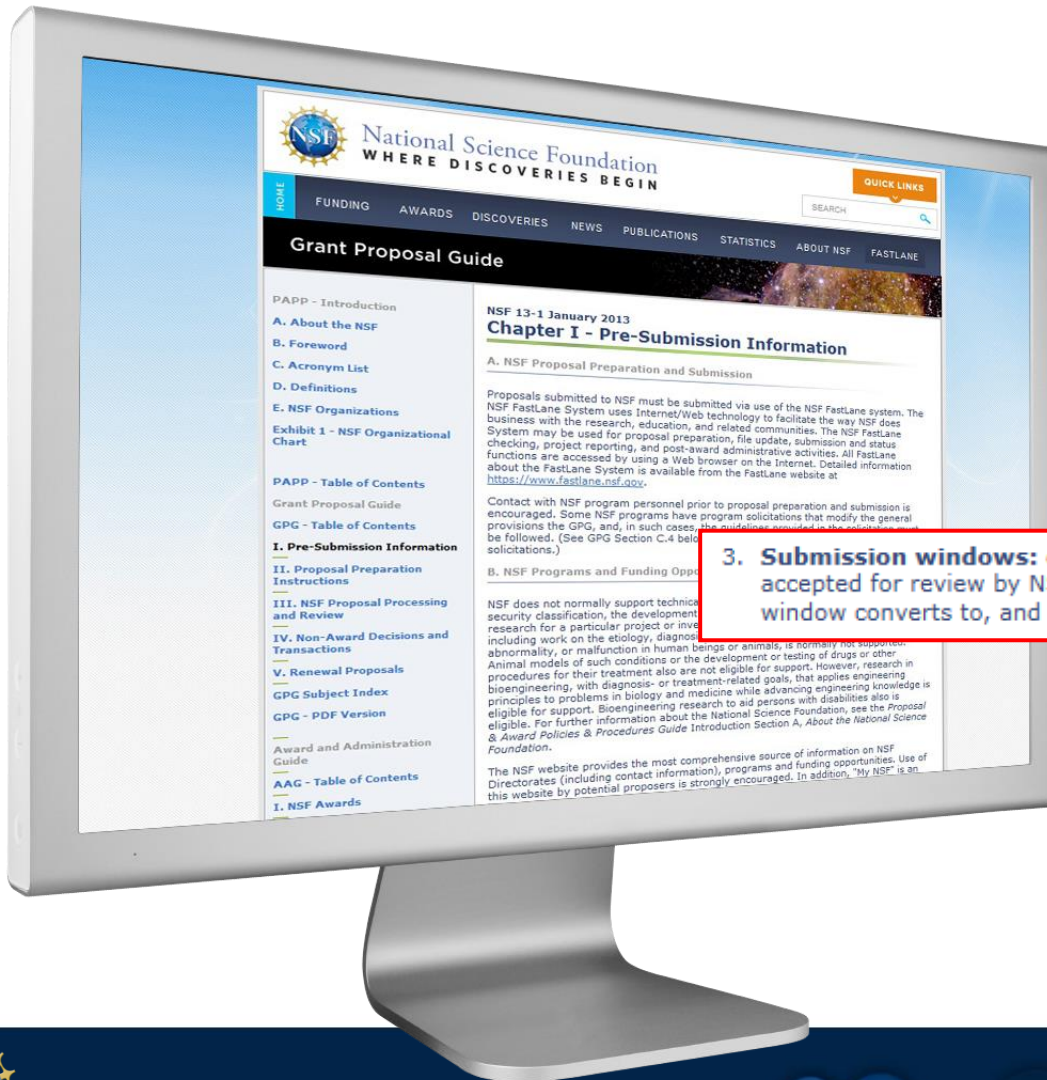 NSF
National Science Foundation
WHERE DISCOVERIES BEGIN
QUICK LINKS
SEARCH
HOME
FUNDING AWARDS DISCOVERIES NEWS PUBLICATIONS STATISTICS ABOUT NSF FASTLANE
Grant Proposal Guide
PAPP - Introduction
A. About the NSF
B. Foreword
C. Acronym List
D. Definitions
E. NSF Organizations
Exhibit 1 - NSF Organizational
Chart
PAPP - Table of Contents
Grant Proposal Guide
GPG - Table of Contents
I. Pre-Submission Information
II. Proposal Preparation
Instructions
III. NSF Proposal Processing
and Review
IV. Non-Award Decisions and
Transactions
V. Renewal Proposals
GPG Subject Index
GPG - PDF Version
Award and Administration
Guide
AAG - Table of Contents
I. NSF Awards
NSF 13-1 January 2013
Chapter I - Pre-Submission Information
A. NSF Proposal Preparation and Submission
Proposals submitted to NSF must be submitted via use of the NSF FastLane system. The
NSF FastLane System uses Internet/Web technology to facilitate the way NSF does
business with the research, education, and related communities. The NSF FastLane
System may be used for proposal preparation, file update, submission and status
checking, project reporting, and post-award administrative activities. All FastLane
functions are accessed by using a Web browser on the Internet. Detailed information
about the FastLane System is available from the FastLane website at
https://www.fastlane.nsf.gov.
Contact with NSF program personnel prior to proposal preparation and submission is
encouraged. Some NSF programs have program solicitations that modify the general
provisions the GPG, and, in such cases, the guidelines provided in the solicitation must
be followed. (See GPG Section C.4 belo
solicitations.)
B. NSF Programs and Funding Oppo
NSF does not normally support technica
security classification, the development
research for a particular project or inve
including work on the etiology, diagnosi
abnormality, or malfunction in human beings or animals, is normally not supported.
Animal models of such conditions or the development or testing of drugs or other
procedures for their treatment also are not eligible for support. However, research in
bioengineering, with diagnosis- or treatment-related goals, that applies engineering
principles to problems in biology and medicine while advancing engineering knowledge is
eligible for support. Bioengineering research to aid persons with disabilities also is
eligible. For further information about the National Science Foundation, see the Proposal
& Award Policies & Procedures Guide Introduction Section A, About the National Science
Foundation.
The NSF website provides the most comprehensive source of information on NSF
Directorates (including contact information), programs and funding opportunities. Use of
this website by potential proposers is strongly encouraged. In addition, "My NSF" is an
3. Submission windows:
accepted for review by N
window converts to, and